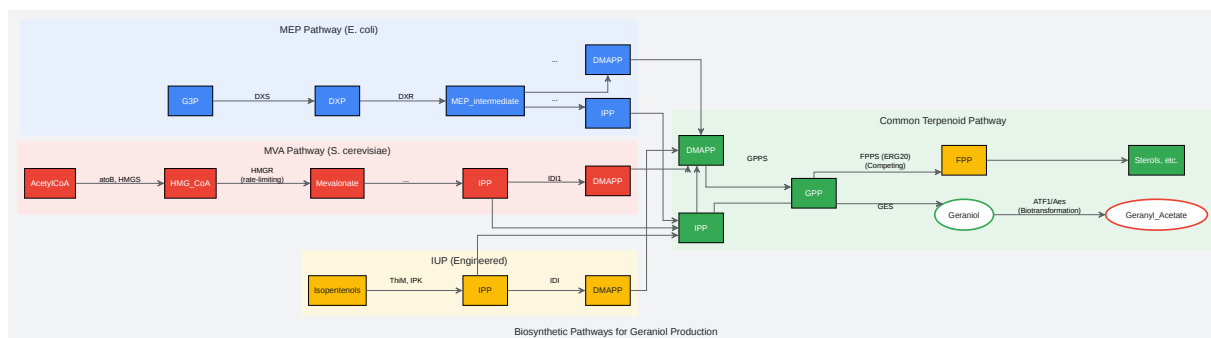 MEP Pathway (E. coli)
...
DMAPP
G3P
DXS
DXP
DXR
MEP_intermediate
...
IPP
MVA Pathway (S. cerevisiae)
AcetylCoA
atoB, HMGS
HMG_CoA
HMGR
(rate-limiting)
Mevalonate
...
IPP
IDI1
DMAPP
IUP (Engineered)
Isopentenols
ThiM, IPK
IPP
IDI
DMAPP
Common Terpenoid Pathway
DMAPP
GPPS
IPP
GPP
FPPS (ERG20)
(Competing)
FPP
Sterols, etc.
GES
Geraniol
ATF1/Aes
(Biotransformation)
Geranyl_Acetate
Biosynthetic Pathways for Geraniol Production